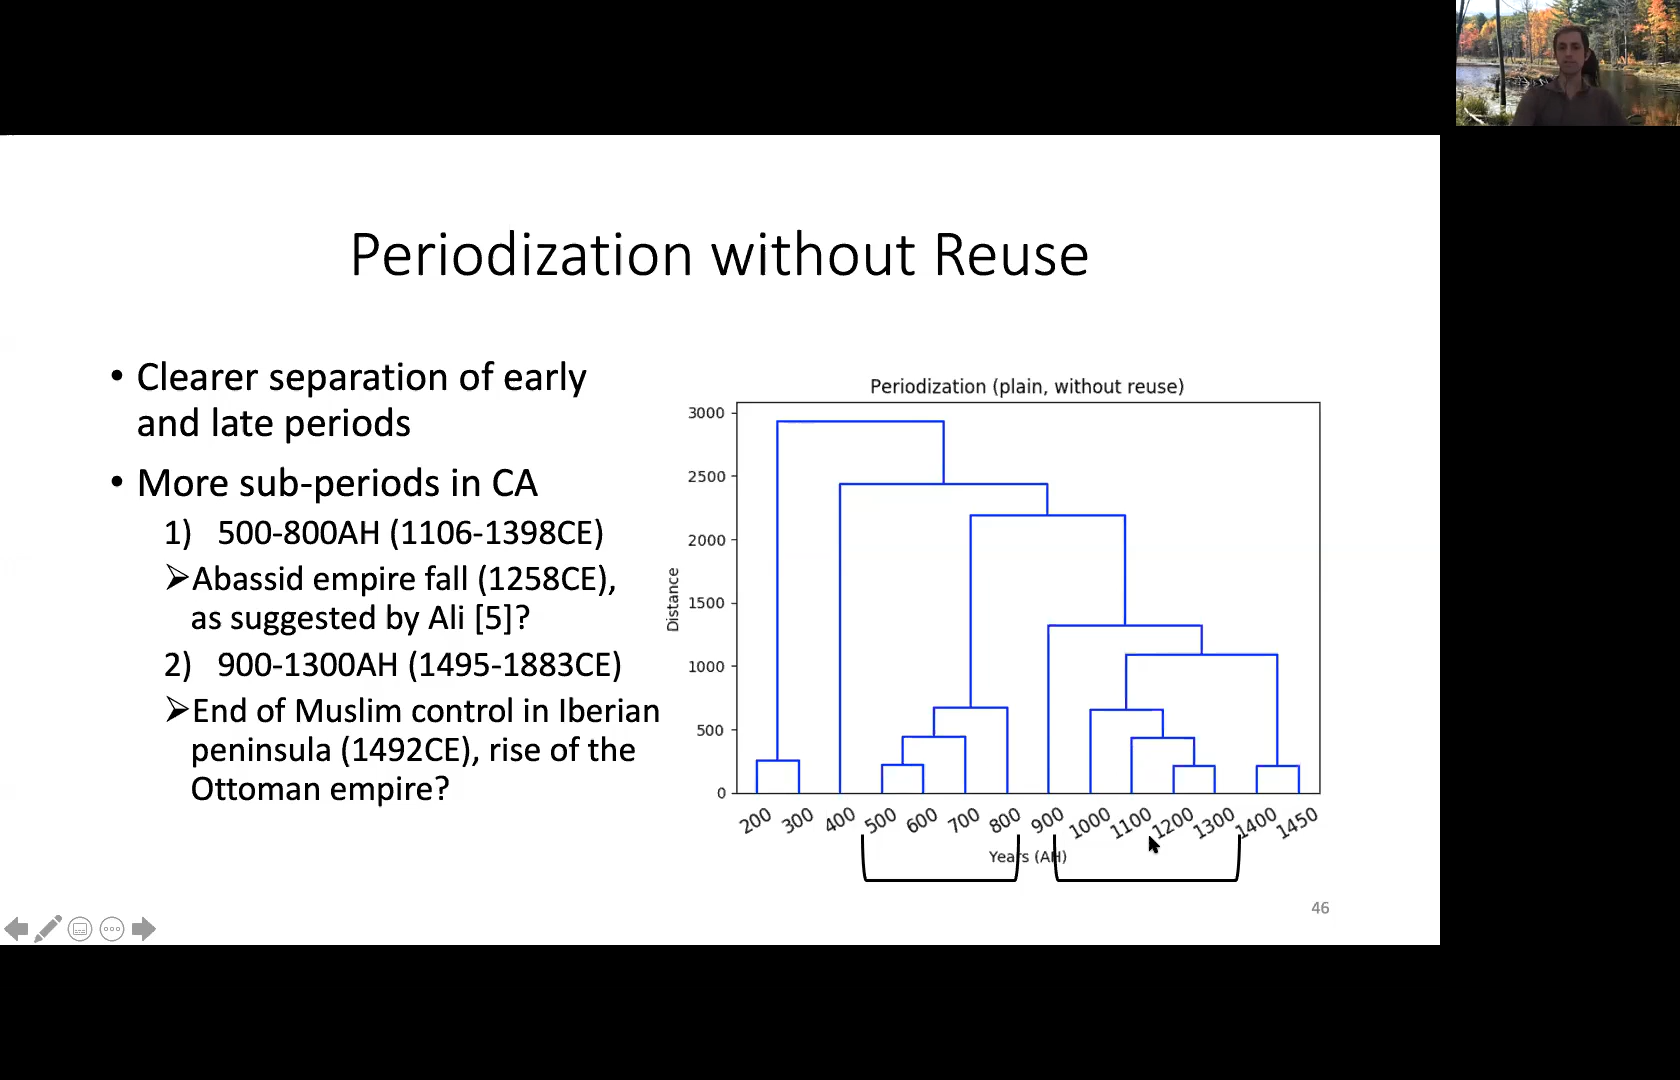 Periodization without Reuse
• Clearer separation of early
and late periods
• More sub-periods in CA
1) 500-800AH (1106-1398CE)
➢Abassid empire fall (1258CE),
as suggested by Ali [5]?
2) 900-1300AH (1495-1883CE)
➢End of Muslim control in Iberian
peninsula (1492CE), rise of the
Ottoman empire?
Periodization (plain, without reuse)
3000
2500
2000
1500
1000
500
0
Distance
200 300 400 500 600 700 800 900 1000 1100 1200 1300 1400 1450
Years (AH)
46